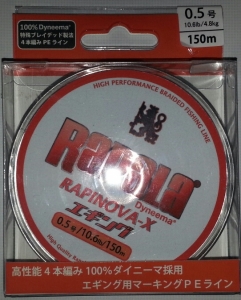 100% Dyneema®
特殊ブレイデッド製法
4本編みPEライン
0.5号
10.6lb/4.8kg
150m
HIGH PERFORMANCE BRAIDED FISHING LINE
Rapala
Dyneema®
RAPINOVA-X
エギング
0.5号/10.6lb/150m
High Quality
高性能4本編み100%ダイニーマ採用
エギング用マーキングPEライン